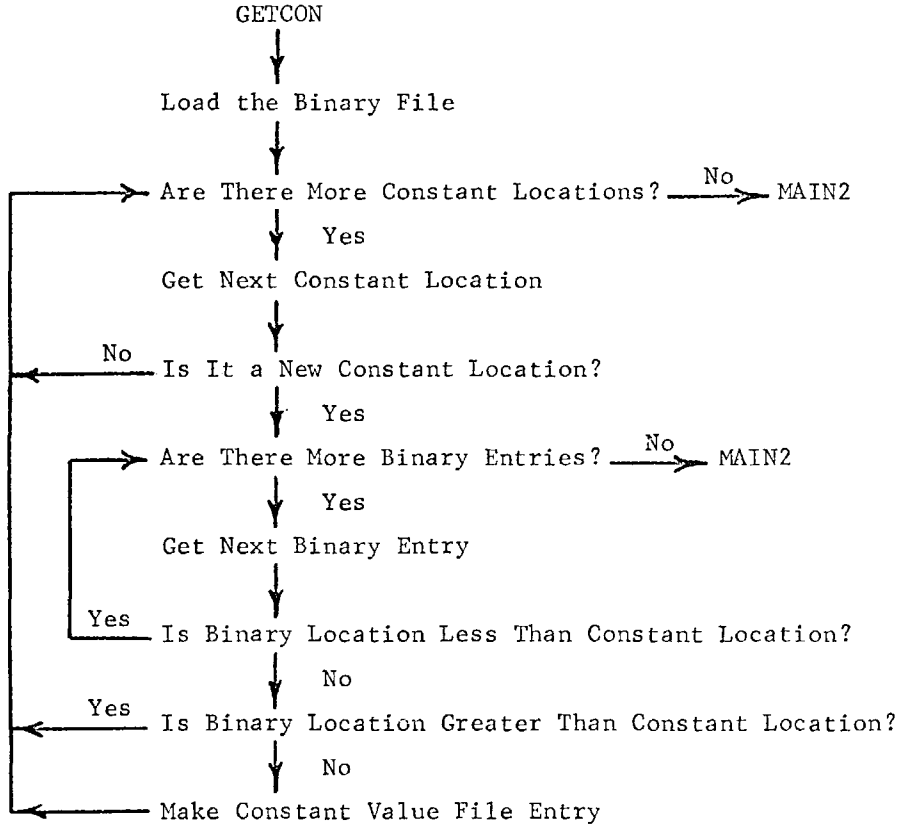 GETCON
Load the Binary File
Are There More Constant Locations? No MAIN2
Yes
Get Next Constant Location
No Is It a New Constant Location?
Yes
Are There More Binary Entries? No MAIN2
Yes
Get Next Binary Entry
Yes Is Binary Location Less Than Constant Location?
No
Yes Is Binary Location Greater Than Constant Location?
No
Make Constant Value File Entry